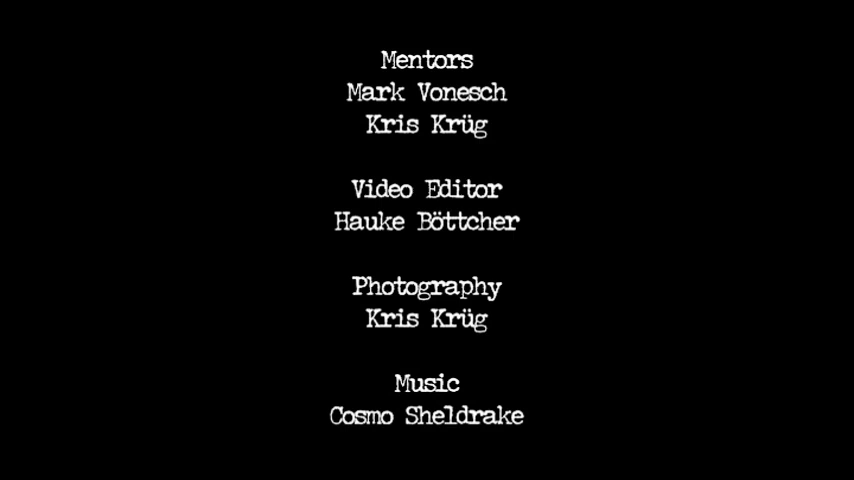 Mentors
Mark Vonesch
Kris Krüg
Video Editor
Hauke Böttcher
Photography
Kris Krüg
Music
Cosmo Sheldrake